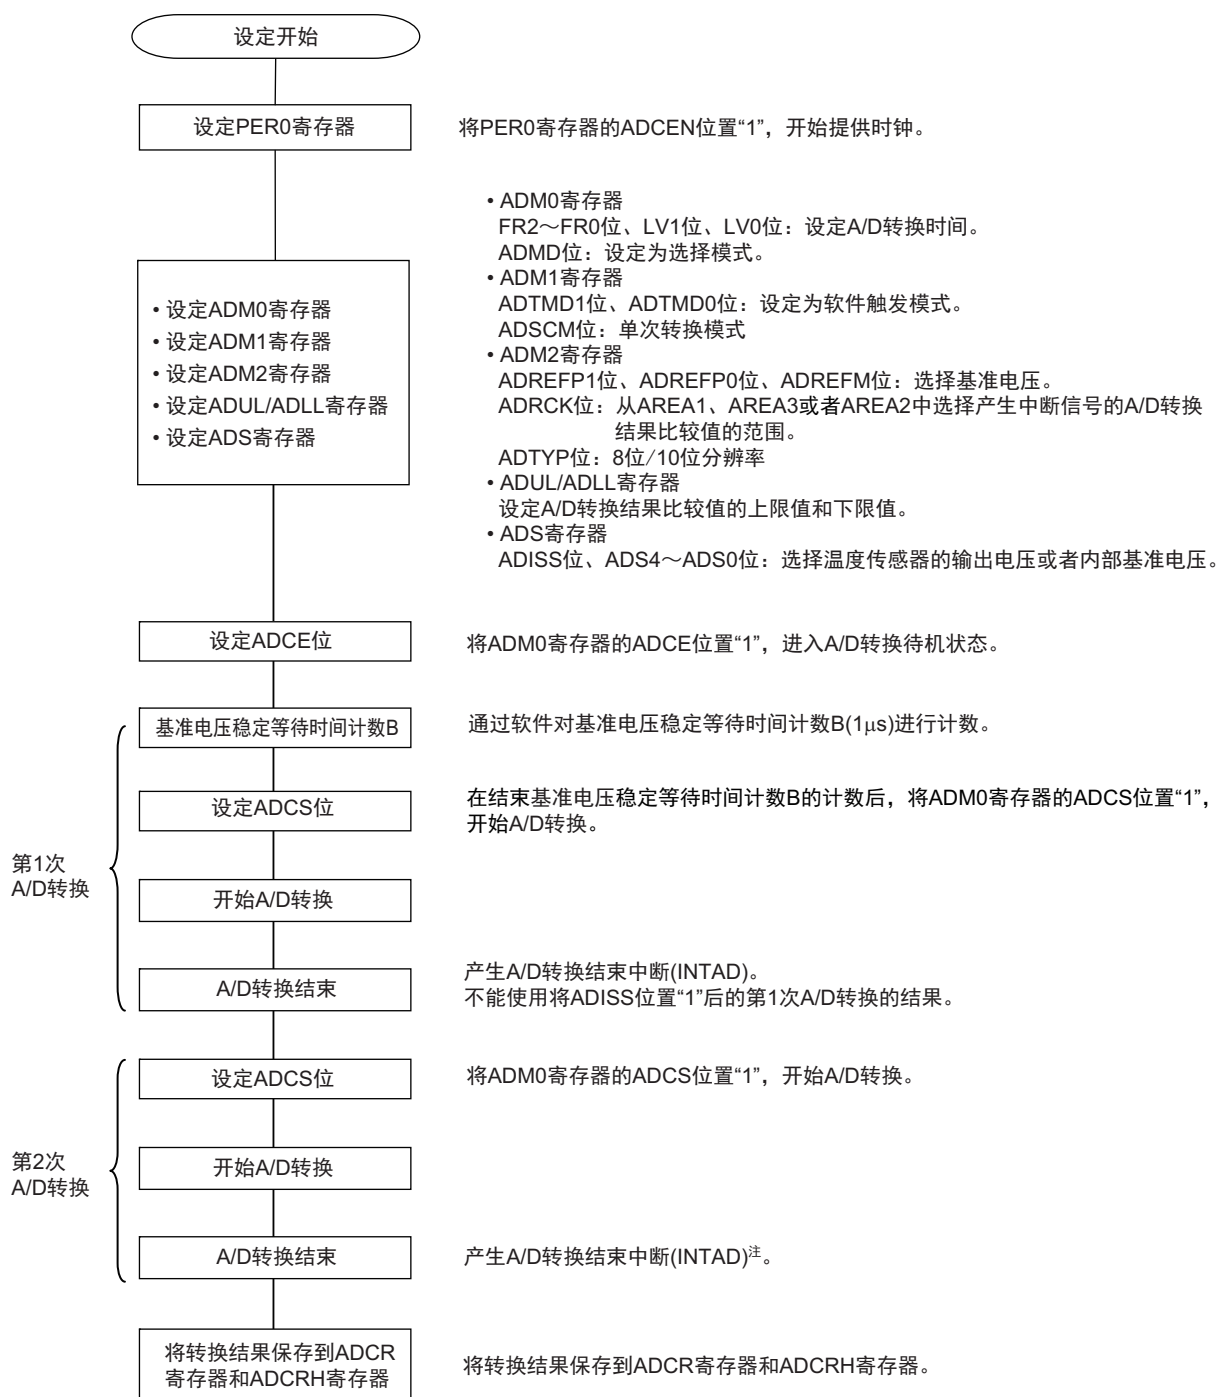 设定开始
设定PER0寄存器
将PER0寄存器的ADCEN位置“1”，开始提供时钟。
• 设定ADM0寄存器
• 设定ADM1寄存器
• 设定ADM2寄存器
• 设定ADUL/ADLL寄存器
• 设定ADS寄存器
• ADM0寄存器
FR2～FR0位、LV1位、LV0位：设定A/D转换时间。
ADMD位：设定为选择模式。
• ADM1寄存器
ADTMD1位、ADTMD0位：设定为软件触发模式。
ADSCM位：单次转换模式
• ADM2寄存器
ADREFP1位、ADREFP0位、ADREFM位：选择基准电压。
ADRCK位：从AREA1、AREA3或者AREA2中选择产生中断信号的A/D转换
结果比较值的范围。
ADTYP位：8位/10位分辨率
• ADUL/ADLL寄存器
设定A/D转换结果比较值的上限值和下限值。
• ADS寄存器
ADISS位、ADS4～ADS0位：选择温度传感器的输出电压或者内部基准电压。
设定ADCE位
将ADM0寄存器的ADCE位置“1”，进入A/D转换待机状态。
第1次
A/D转换
基准电压稳定等待时间计数B
通过软件对基准电压稳定等待时间计数B(1μs)进行计数。
设定ADCS位
在结束基准电压稳定等待时间计数B的计数后，将ADM0寄存器的ADCS位置“1”，
开始A/D转换。
开始A/D转换
A/D转换结束
产生A/D转换结束中断(INTAD)。
不能使用将ADISS位置“1”后的第1次A/D转换的结果。
第2次
A/D转换
设定ADCS位
将ADM0寄存器的ADCS位置“1”，开始A/D转换。
开始A/D转换
A/D转换结束
产生A/D转换结束中断(INTAD)注。
将转换结果保存到ADCR
寄存器和ADCRH寄存器
将转换结果保存到ADCR寄存器和ADCRH寄存器。